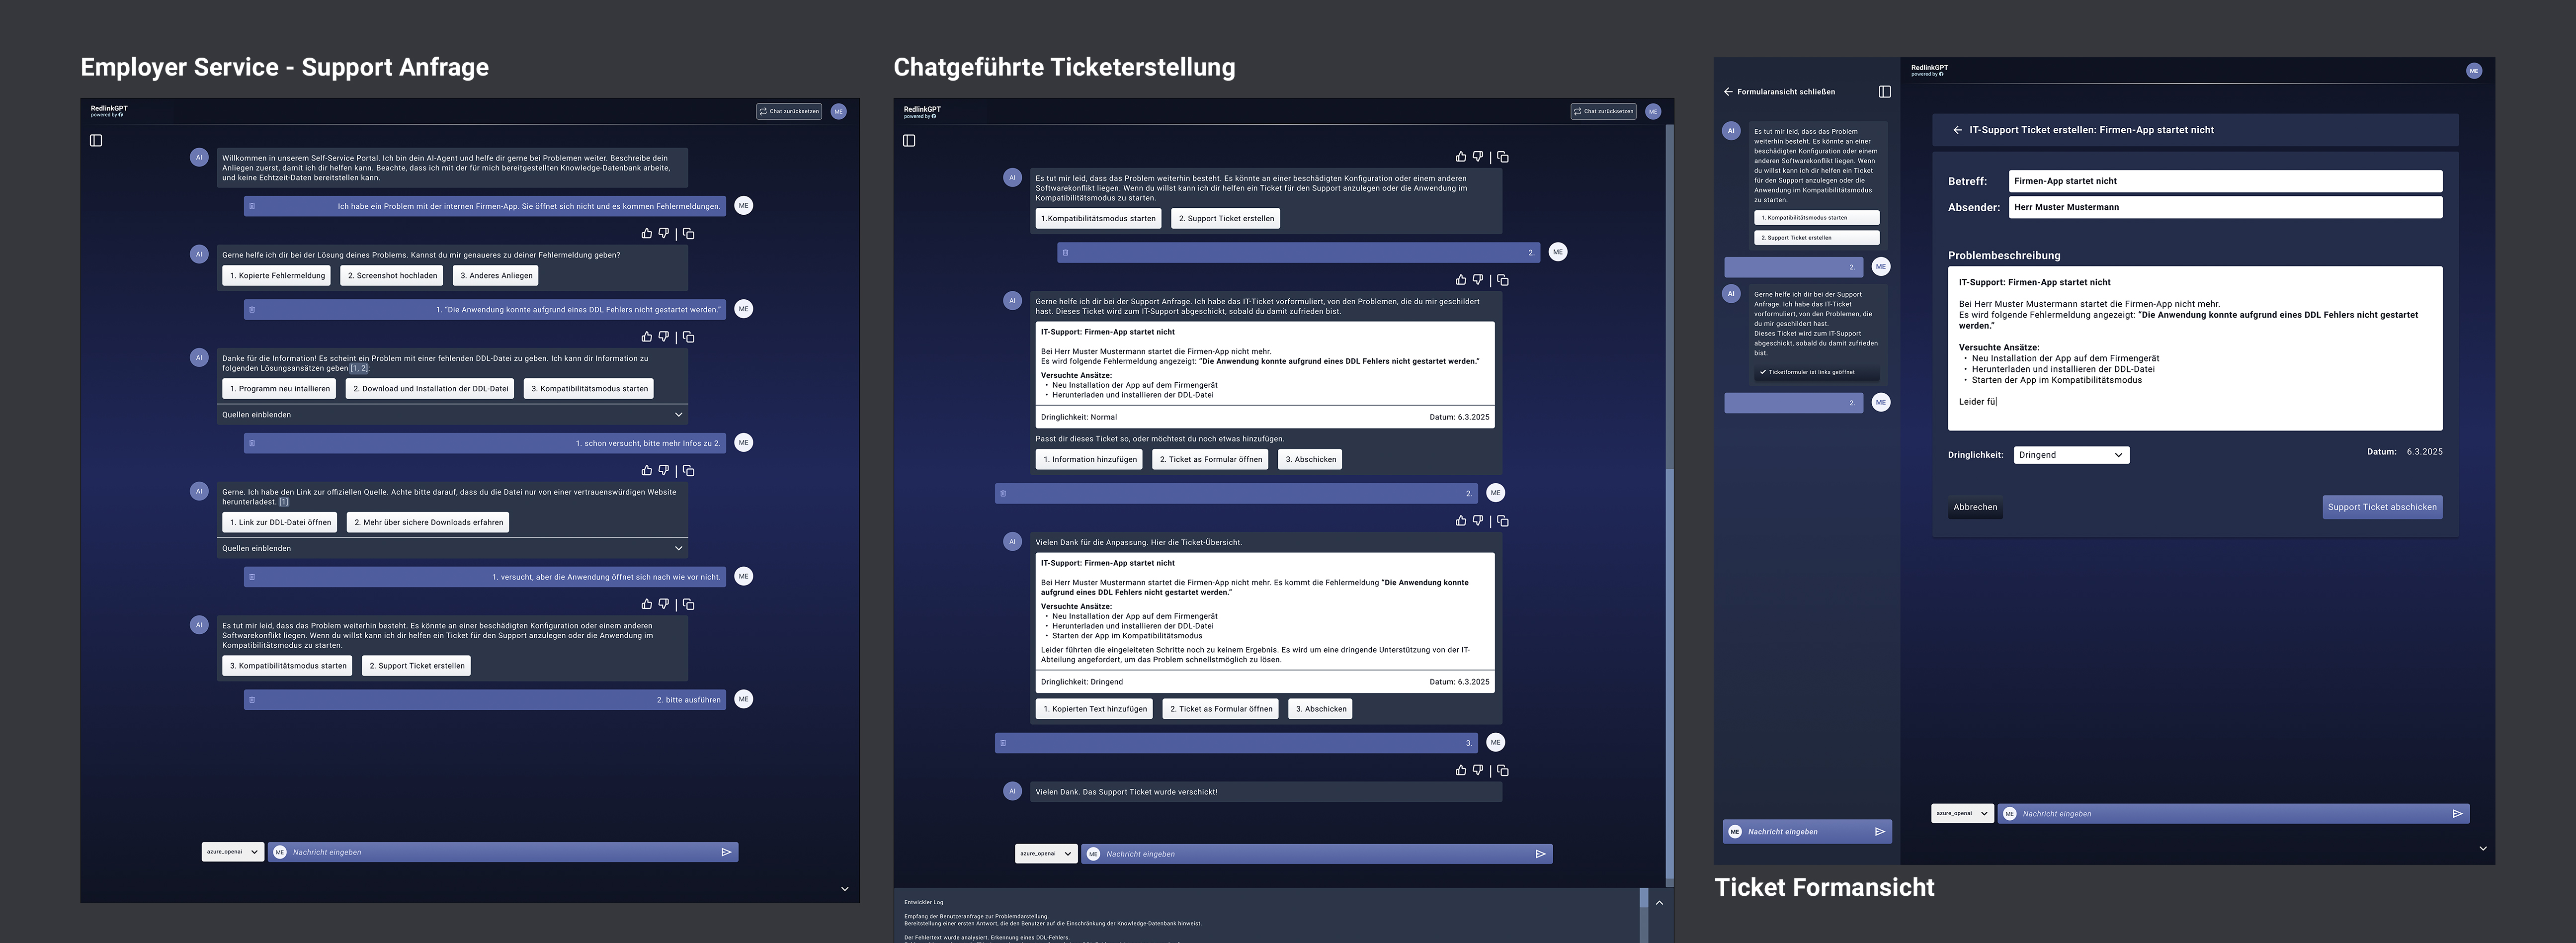 Employer Service - Support Anfrage
RedlinkGPT
powered by
Chat zurücksetzen
ME
AI
Willkommen in unserem Self-Service Portal. Ich bin dein AI-Agent und helfe dir gerne bei Problemen weiter. Beschreibe dein
Anliegen zuerst, damit ich dir helfen kann. Beachte, dass ich mit der für mich bereitgestellten Knowledge-Datenbank arbeite,
und keine Echtzeit-Daten bereitstellen kann.
Ich habe ein Problem mit der internen Firmen-App. Sie öffnet sich nicht und es kommen Fehlermeldungen.
ME
AI
Gerne helfe ich dir bei der Lösung deines Problems. Kannst du mir genaueres zu deiner Fehlermeldung geben?
1. Kopierte Fehlermeldung
2. Screenshot hochladen
3. Anderes Anliegen
1. “Die Anwendung konnte aufgrund eines DDL Fehlers nicht gestartet werden.”
ME
AI
Danke für die Information! Es scheint ein Problem mit einer fehlenden DDL-Datei zu geben. Ich kann dir Information zu
folgenden Lösungsansätzen geben [1, 2]:
1. Programm neu intallieren
2. Download und Installation der DDL-Datei
3. Kompatibilitätsmodus starten
Quellen einblenden
1. schon versucht, bitte mehr Infos zu 2.
ME
AI
Gerne. Ich habe den Link zur offiziellen Quelle. Achte bitte darauf, dass du die Datei nur von einer vertrauenswürdigen Website
herunterladest. [1]
1. Link zur DDL-Datei öffnen
2. Mehr über sichere Downloads erfahren
Quellen einblenden
1. versucht, aber die Anwendung öffnet sich nach wie vor nicht.
ME
AI
Es tut mir leid, dass das Problem weiterhin besteht. Es könnte an einer beschädigten Konfiguration oder einem anderen
Softwarekonflikt liegen. Wenn du willst kann ich dir helfen ein Ticket für den Support anzulegen oder die Anwendung im
Kompatibilitätsmodus zu starten.
3. Kompatibilitätsmodus starten
2. Support Ticket erstellen
2. bitte ausführen
ME
azure_openai
ME
Nachricht eingeben
Chatgeführte Ticketerstellung
RedlinkGPT
powered by
Chat zurücksetzen
ME
AI
Es tut mir leid, dass das Problem weiterhin besteht. Es könnte an einer beschädigten Konfiguration oder einem anderen
Softwarekonflikt liegen. Wenn du willst kann ich dir helfen ein Ticket für den Support anzulegen oder die Anwendung im
Kompatibilitätsmodus zu starten.
1.Kompatibilitätsmodus starten
2. Support Ticket erstellen
2.
ME
AI
Gerne helfe ich dir bei der Support Anfrage. Ich habe das IT-Ticket vorformuliert, von den Problemen, die du mir geschildert
hast. Dieses Ticket wird zum IT-Support abgeschickt, sobald du damit zufrieden bist.
IT-Support: Firmen-App startet nicht
Bei Herr Muster Mustermann startet die Firmen-App nicht mehr.
Es wird folgende Fehlermeldung angezeigt: “Die Anwendung konnte aufgrund eines DDL Fehlers nicht gestartet werden.”
Versuchte Ansätze:
• Neu Installation der App auf dem Firmengerät
• Herunterladen und installieren der DDL-Datei
Dringlichkeit: Normal
Datum: 6.3.2025
Passt dir dieses Ticket so, oder möchtest du noch etwas hinzufügen.
1. Information hinzufügen
2. Ticket as Formular öffnen
3. Abschicken
2.
ME
AI
Vielen Dank für die Anpassung. Hier die Ticket-Übersicht.
IT-Support: Firmen-App startet nicht
Bei Herr Muster Mustermann startet die Firmen-App nicht mehr. Es kommt die Fehlermeldung “Die Anwendung konnte
aufgrund eines DDL Fehlers nicht gestartet werden.”
Versuchte Ansätze:
• Neu Installation der App auf dem Firmengerät
• Herunterladen und installieren der DDL-Datei
• Starten der App im Kompatibilitätsmodus
Leider führten die eingeleiteten Schritte noch zu keinem Ergebnis. Es wird um eine dringende Unterstützung von der IT-
Abteilung angefordert, um das Problem schnellstmöglich zu lösen.
Dringlichkeit: Dringend
Datum: 6.3.2025
1. Kopierten Text hinzufügen
2. Ticket as Formular öffnen
3. Abschicken
3.
ME
AI
Vielen Dank. Das Support Ticket wurde verschickt!
azure_openai
ME
Nachricht eingeben
Entwickler Log
Empfang der Benutzeranfrage zur Problemdarstellung.
Bereitstellung einer ersten Antwort, die den Benutzer auf die Einschränkung der Knowledge-Datenbank hinweist.
Der Fehlertext wurde analysiert. Erkennung eines DDL-Fehlers.
Formularansicht schließen
AI
Es tut mir leid, dass das Problem
weiterhin besteht. Es könnte an einer
beschädigten Konfiguration oder einem
anderen Softwarekonflikt liegen. Wenn
du willst kann ich dir helfen ein Ticket
für den Support anzulegen oder die
Anwendung im Kompatibilitätsmodus
zu starten.
1. Kompatibilitätsmodus starten
2. Support Ticket erstellen
2.
ME
AI
Gerne helfe ich dir bei der Support
Anfrage. Ich habe das IT-Ticket
vorformuliert, von den Problemen, die
du mir geschildert hast.
Dieses Ticket wird zum IT-Support
abgeschickt, sobald du damit zufrieden
bist.
Ticketformuler ist links geöffnet
2.
ME
ME
Nachricht eingeben
RedlinkGPT
powered by
ME
IT-Support Ticket erstellen: Firmen-App startet nicht
Betreff:
Firmen-App startet nicht
Absender:
Herr Muster Mustermann
Problembeschreibung
IT-Support: Firmen-App startet nicht
Bei Herr Muster Mustermann startet die Firmen-App nicht mehr.
Es wird folgende Fehlermeldung angezeigt: “Die Anwendung konnte aufgrund eines DDL Fehlers nicht gestartet
werden.”
Versuchte Ansätze:
• Neu Installation der App auf dem Firmengerät
• Herunterladen und installieren der DDL-Datei
• Starten der App im Kompatibilitätsmodus
Leider fü
Dringlichkeit:
Dringend
Datum: 6.3.2025
Abbrechen
Support Ticket abschicken
azure_openai
ME
Nachricht eingeben
Ticket Formansicht